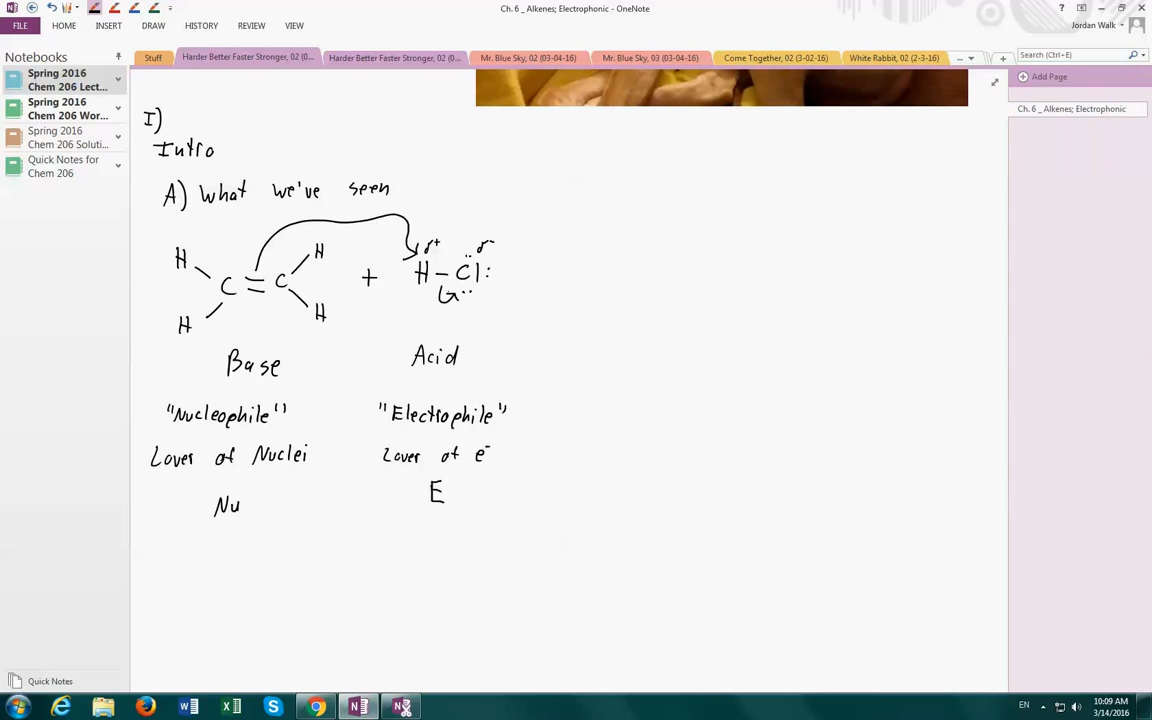 Ch. 6 _ Alkenes; Electrophonic - OneNote
Jordan Walk
FILE HOME INSERT DRAW HISTORY REVIEW VIEW
Notebooks
Spring 2016
Chem 206 Lect...
Spring 2016
Chem 206 Wor...
Spring 2016
Chem 206 Soluti...
Quick Notes for
Chem 206
Quick Notes
Stuff
Harder Better Faster Stronger, 02 (0...
Harder Better Faster Stronger, 02 (0...
Mr. Blue Sky, 02 (03-04-16)
Mr. Blue Sky, 03 (03-04-16)
Come Together, 02 (3-02-16)
White Rabbit, 02 (2-3-16)
Search (Ctrl+E)
Add Page
Ch. 6 _ Alkenes; Electrophonic
I)
Intro
A) What we've seen
H H δ+ δ-
C = C + H - Cl
H H
Base Acid
"Nucleophile" "Electrophile"
Lover of Nuclei Lover of e-
Nu E
EN
10:09 AM
3/14/2016